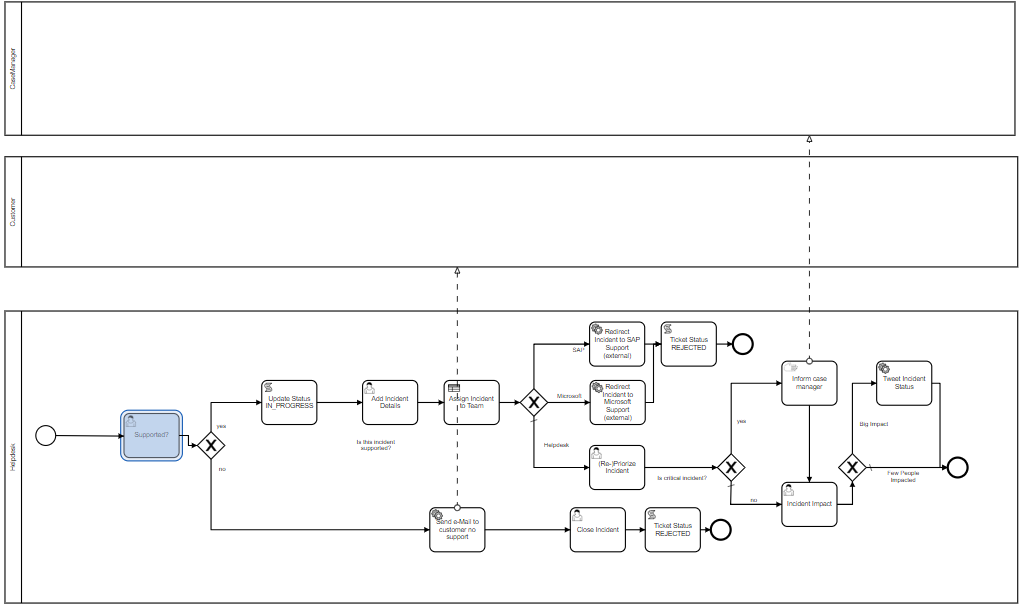 CaseManager
Customer
Helpdesk
Supported?
yes
no
Update Status
IN_PROGRESS
Add Incident
Details
Is this incident
supported?
Assign Incident
to Team
SAP
Microsoft
Helpdesk
Redirect
Incident to SAP
Support
(external)
Ticket Status
REJECTED
Redirect
Incident to
Microsoft
Support
(external)
(Re-)Priorize
Incident
Is critical incident?
yes
no
Inform case
manager
Incident Impact
Big Impact
Few People
Impacted
Tweet Incident
Status
Send e-Mail to
customer no
support
Close Incident
Ticket Status
REJECTED